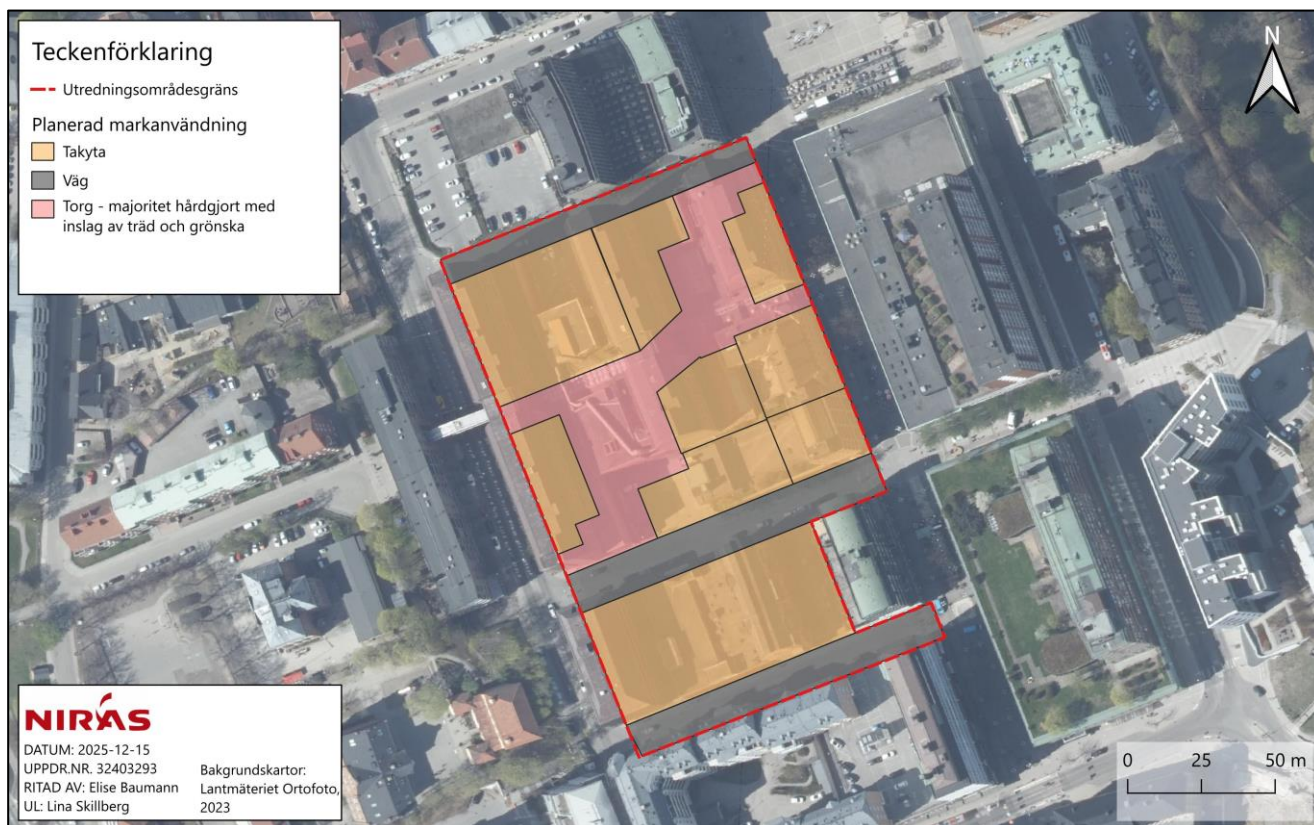 Teckenförklaring
Utredningsområdesgräns
Planerad markanvändning
Takyta
Väg
Torg - majoritet hårdgjort med
inslag av träd och grönska
N
NIRÁS
DATUM: 2025-12-15
UPPDR.NR. 32403293
RITAD AV: Elise Baumann
UL: Lina Skillberg
Bakgrundskartor:
Lantmäteriet Ortofoto,
2023
0 25 50 m